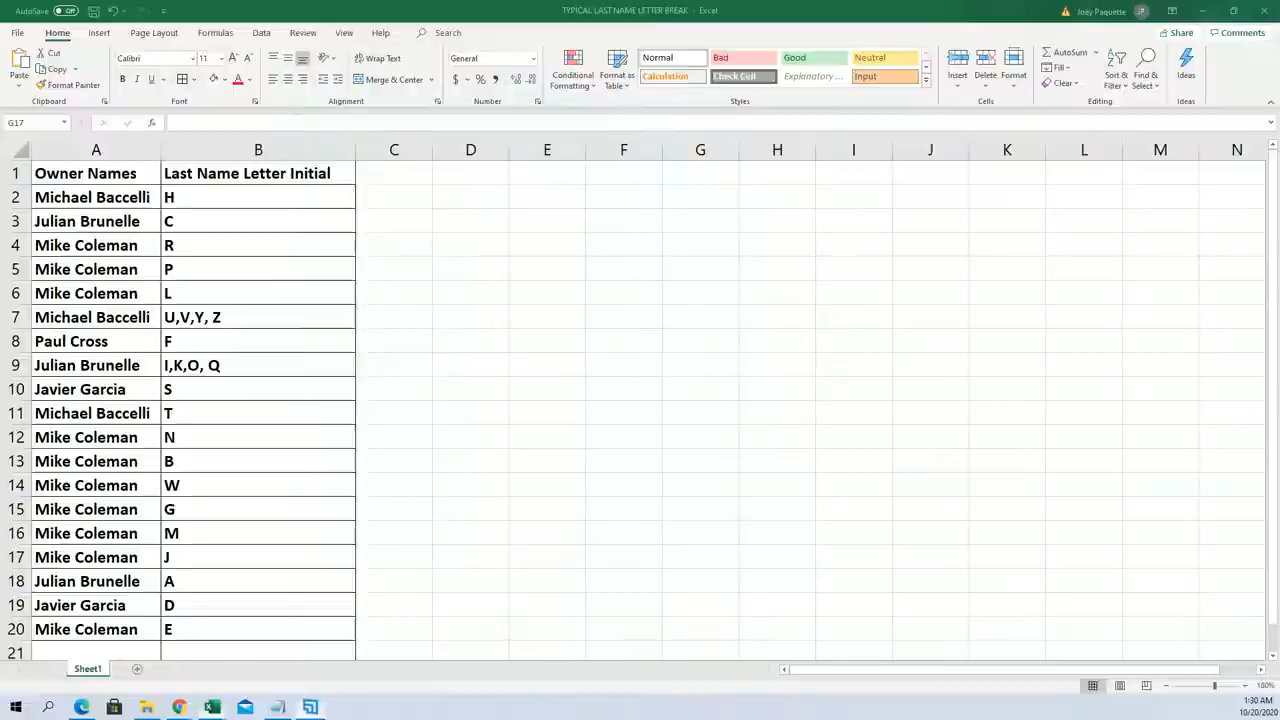 AutoSave Off TYPICAL LAST NAME LETTER BREAK - Excel Joey Paquette JP
File Home Insert Page Layout Formulas Data Review View Help Search Share Comments
Paste Cut Copy Format Painter Clipboard
Calibri 11 A A B I U A Font
Wrap Text Merge & Center Alignment
General $ % , Number
Conditional Formatting Format as Table Normal Bad Good Neutral Calculation Check Cell Explanatory ... Input Styles
Insert Delete Format Cells
AutoSum Fill Clear Sort & Filter Find & Select Editing
Ideas Ideas
G17 fx
A B C D E F G H I J K L M N
1 Owner Names Last Name Letter Initial
2 Michael Baccelli H
3 Julian Brunelle C
4 Mike Coleman R
5 Mike Coleman P
6 Mike Coleman L
7 Michael Baccelli U,V,Y, Z
8 Paul Cross F
9 Julian Brunelle I,K,O, Q
10 Javier Garcia S
11 Michael Baccelli T
12 Mike Coleman N
13 Mike Coleman B
14 Mike Coleman W
15 Mike Coleman G
16 Mike Coleman M
17 Mike Coleman J
18 Julian Brunelle A
19 Javier Garcia D
20 Mike Coleman E
21
Sheet1
180%
1:30 AM
10/20/2020